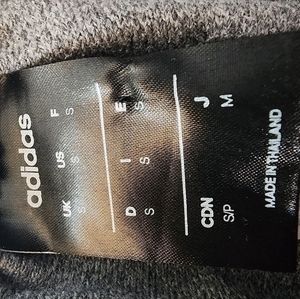 adidas
UK US F
S S S
D I E
S S S
CDN J
S/P M
MADE IN THAILAND